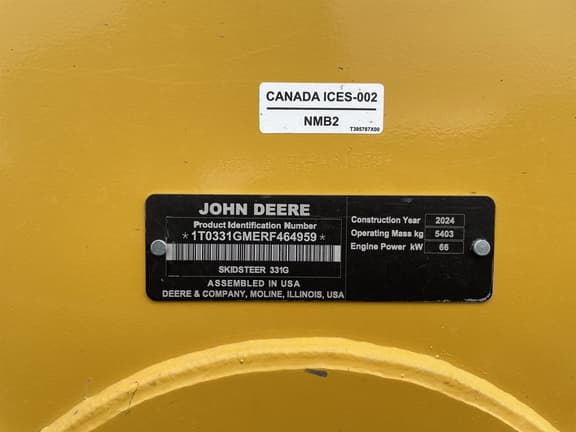 CANADA ICES-002
NMB2
T395787X00
JOHN DEERE
Product Identification Number
*1T0331GMERF464959*
SKIDSTEER 331G
ASSEMBLED IN USA
DEERE & COMPANY, MOLINE, ILLINOIS, USA
Construction Year 2024
Operating Mass kg 5403
Engine Power kW 66